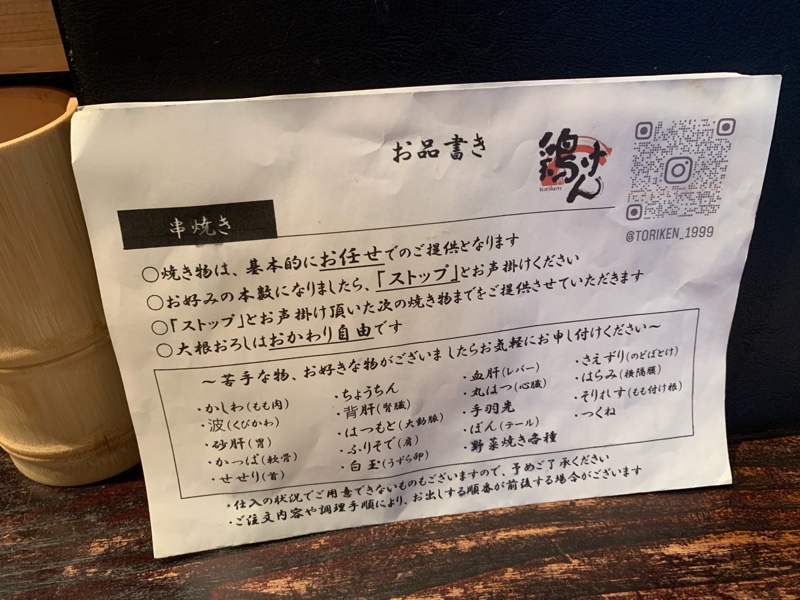 お品書き
鶏けん
toriken
@TORIKEN_1999
串焼き
○焼き物は、基本的にお任せでのご提供となります
○お好みの本数になりましたら、「ストップ」とお声掛けください
○「ストップ」とお声掛け頂いた次の焼き物までをご提供させていただきます
○大根おろしはおかわり自由です
～苦手な物、お好きな物がございましたらお気軽にお申し付けください～
・かしわ(もも肉)
・波(くびかわ)
・砂肝(胃)
・かっぱ(軟骨)
・せせり(首)
・ちょうちん
・背肝(腎臓)
・はつもと(大動脈)
・ふりそで(肩)
・白玉(うずら卵)
・血肝(レバー)
・丸はつ(心臓)
・手羽先
・ぼん(テール)
・野菜焼き各種
・さえずり(のどぼとけ)
・はらみ(横隔膜)
・そりれす(もも付け根)
・つくね
・仕入の状況でご用意できないものもございますので、予めご了承ください
・ご注文内容や調理手順により、お出しする順番が前後する場合がございます